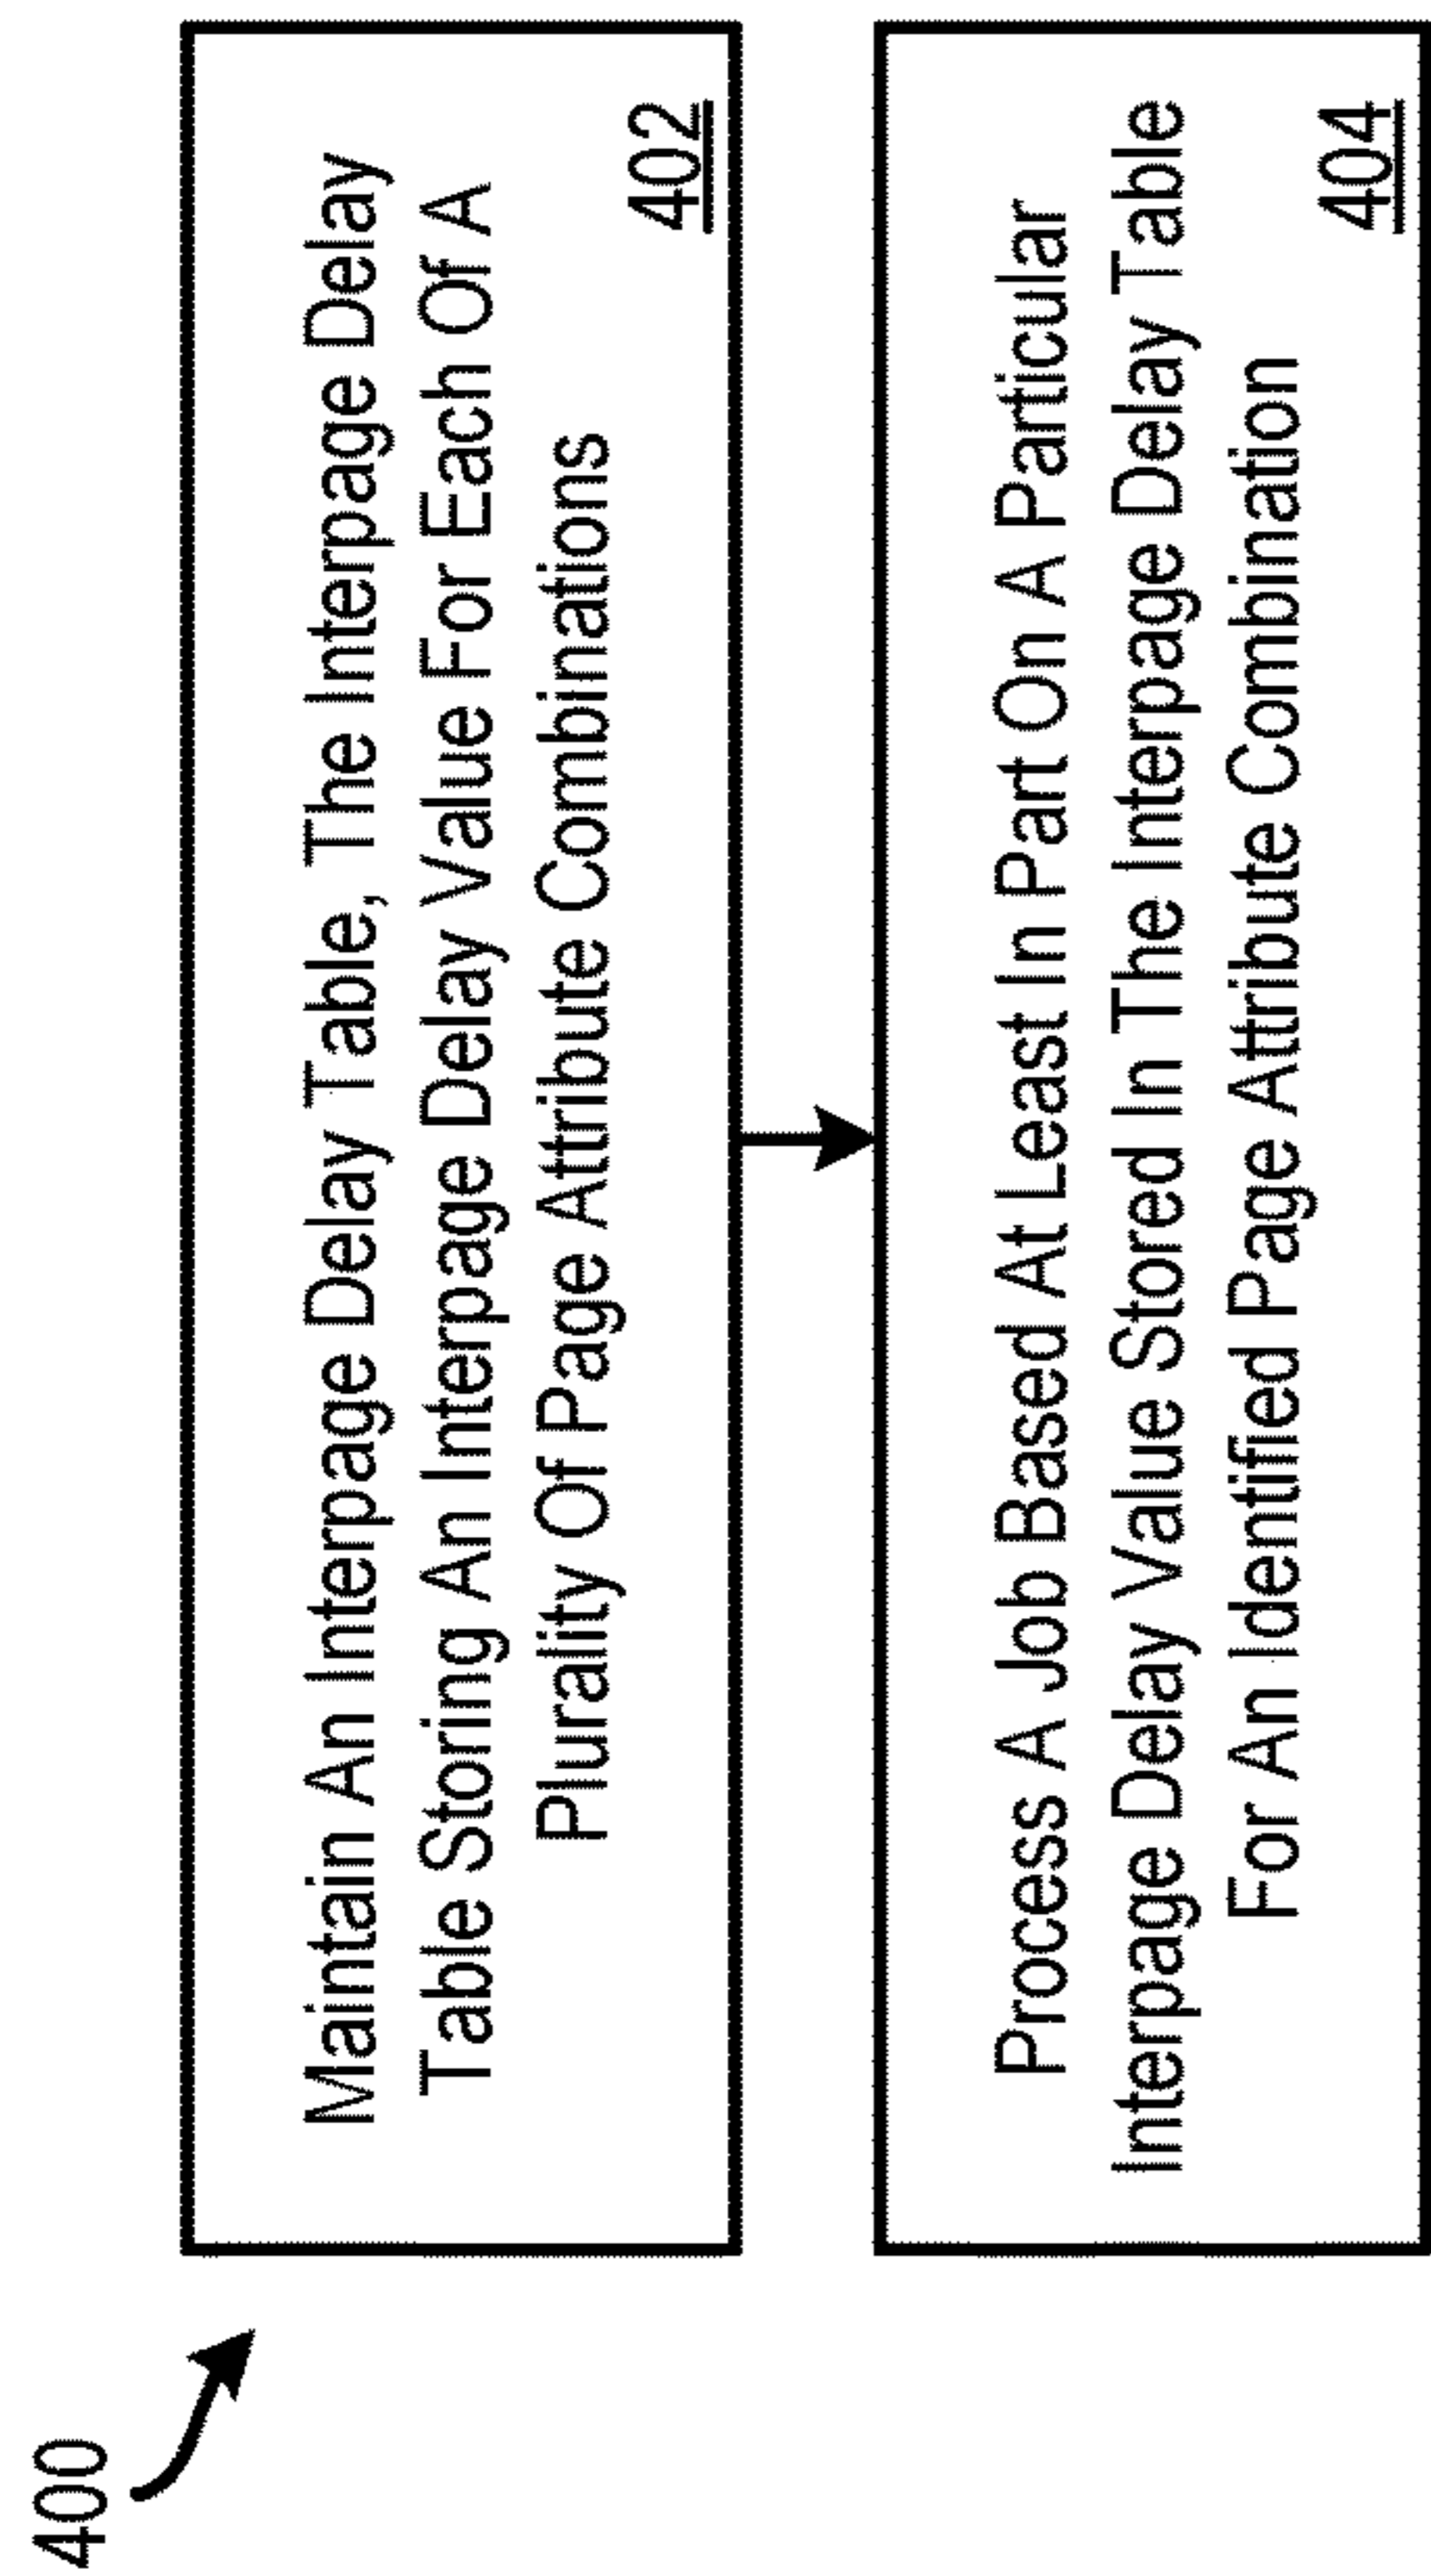 400
Maintain An Interpage Delay Table, The Interpage Delay
Table Storing An Interpage Delay Value For Each Of A
Plurality Of Page Attribute Combinations
402
Process A Job Based At Least In Part On A Particular
Interpage Delay Value Stored In The Interpage Delay Table
For An Identified Page Attribute Combination
404